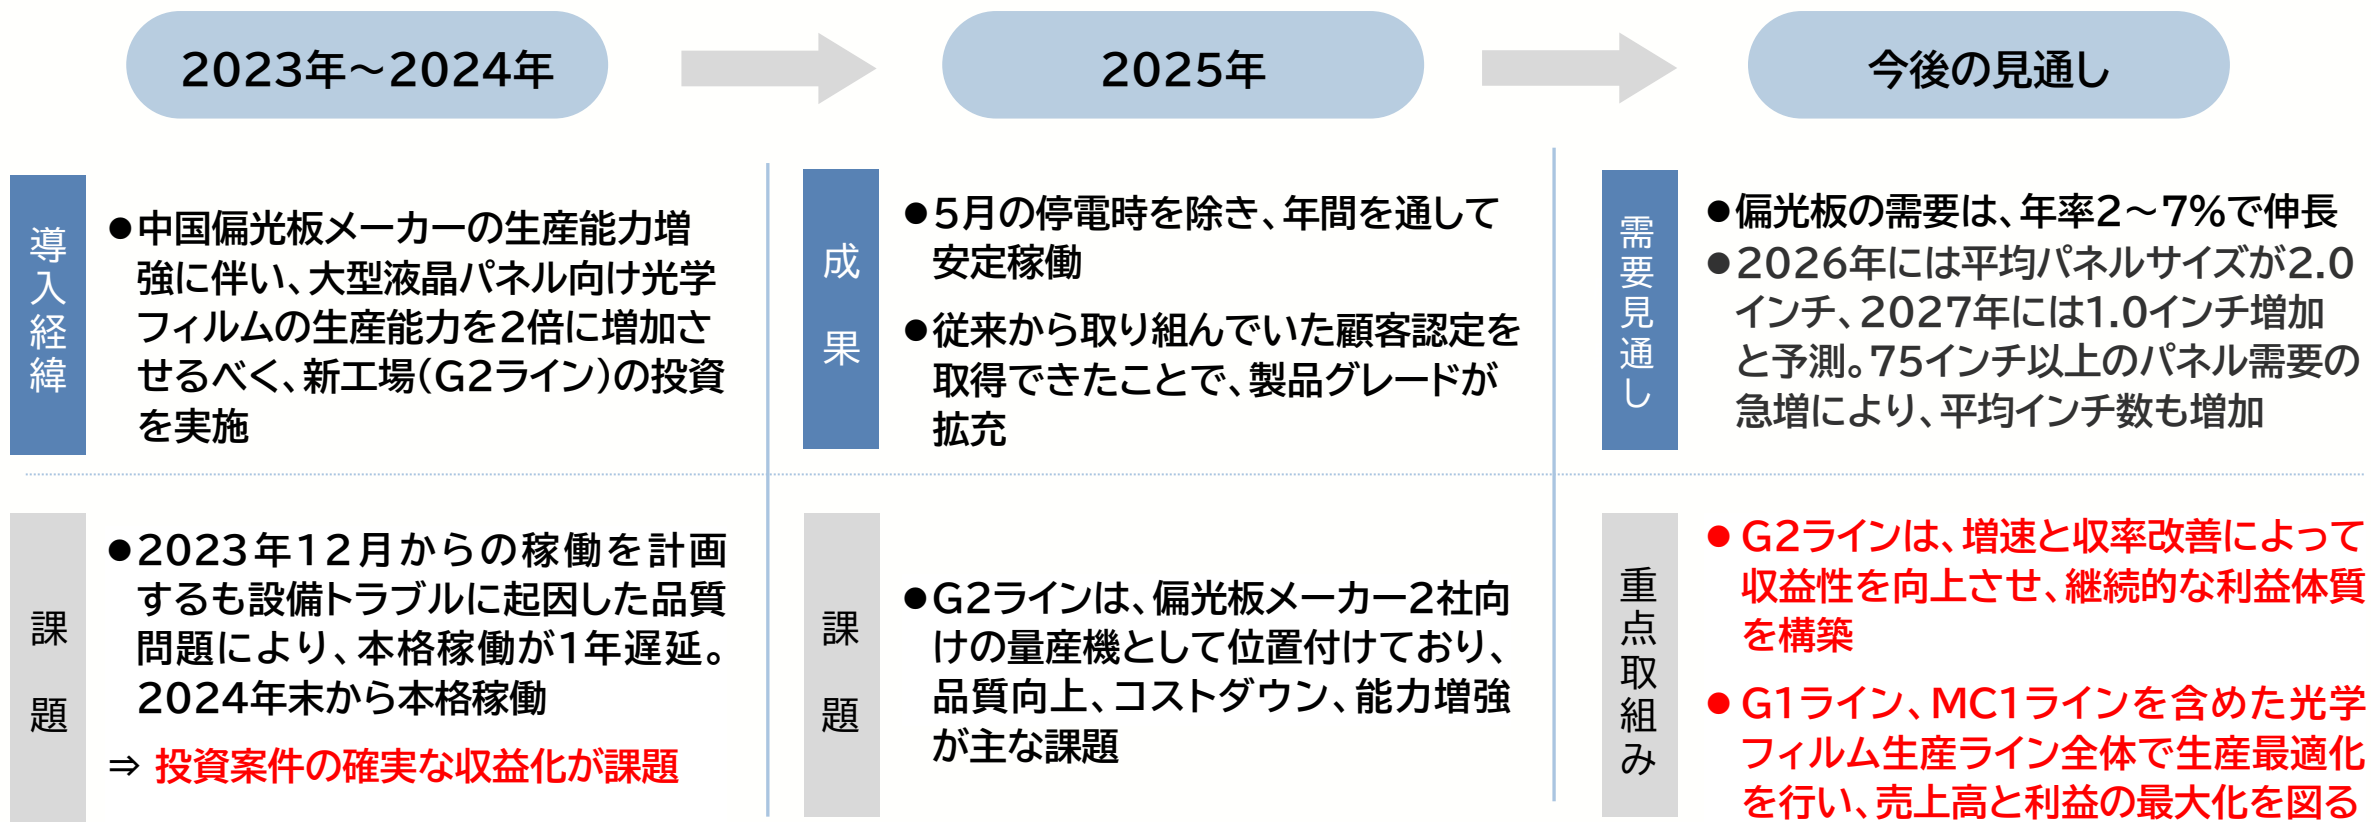 2023年～2024年
2025年
今後の見通し
導入経緯
●中国偏光板メーカーの生産能力増
強に伴い、大型液晶パネル向け光学
フィルムの生産能力を2倍に増加さ
せるべく、新工場(G2ライン)の投資
を実施
成果
●5月の停電時を除き、年間を通して
安定稼働
●従来から取り組んでいた顧客認定を
取得できたことで、製品グレードが
拡充
需要見通し
●偏光板の需要は、年率2～7%で伸長
●2026年には平均パネルサイズが2.0
インチ、2027年には1.0インチ増加
と予測。75インチ以上のパネル需要の
急増により、平均インチ数も増加
課題
●2023年12月からの稼働を計画
するも設備トラブルに起因した品質
問題により、本格稼働が1年遅延。
2024年末から本格稼働
⇒ 投資案件の確実な収益化が課題
課題
●G2ラインは、偏光板メーカー2社向
けの量産機として位置付けており、
品質向上、コストダウン、能力増強
が主な課題
重点取組み
●G2ラインは、増速と収率改善によって
収益性を向上させ、継続的な利益体質
を構築
●G1ライン、MC1ラインを含めた光学
フィルム生産ライン全体で生産最適化
を行い、売上高と利益の最大化を図る